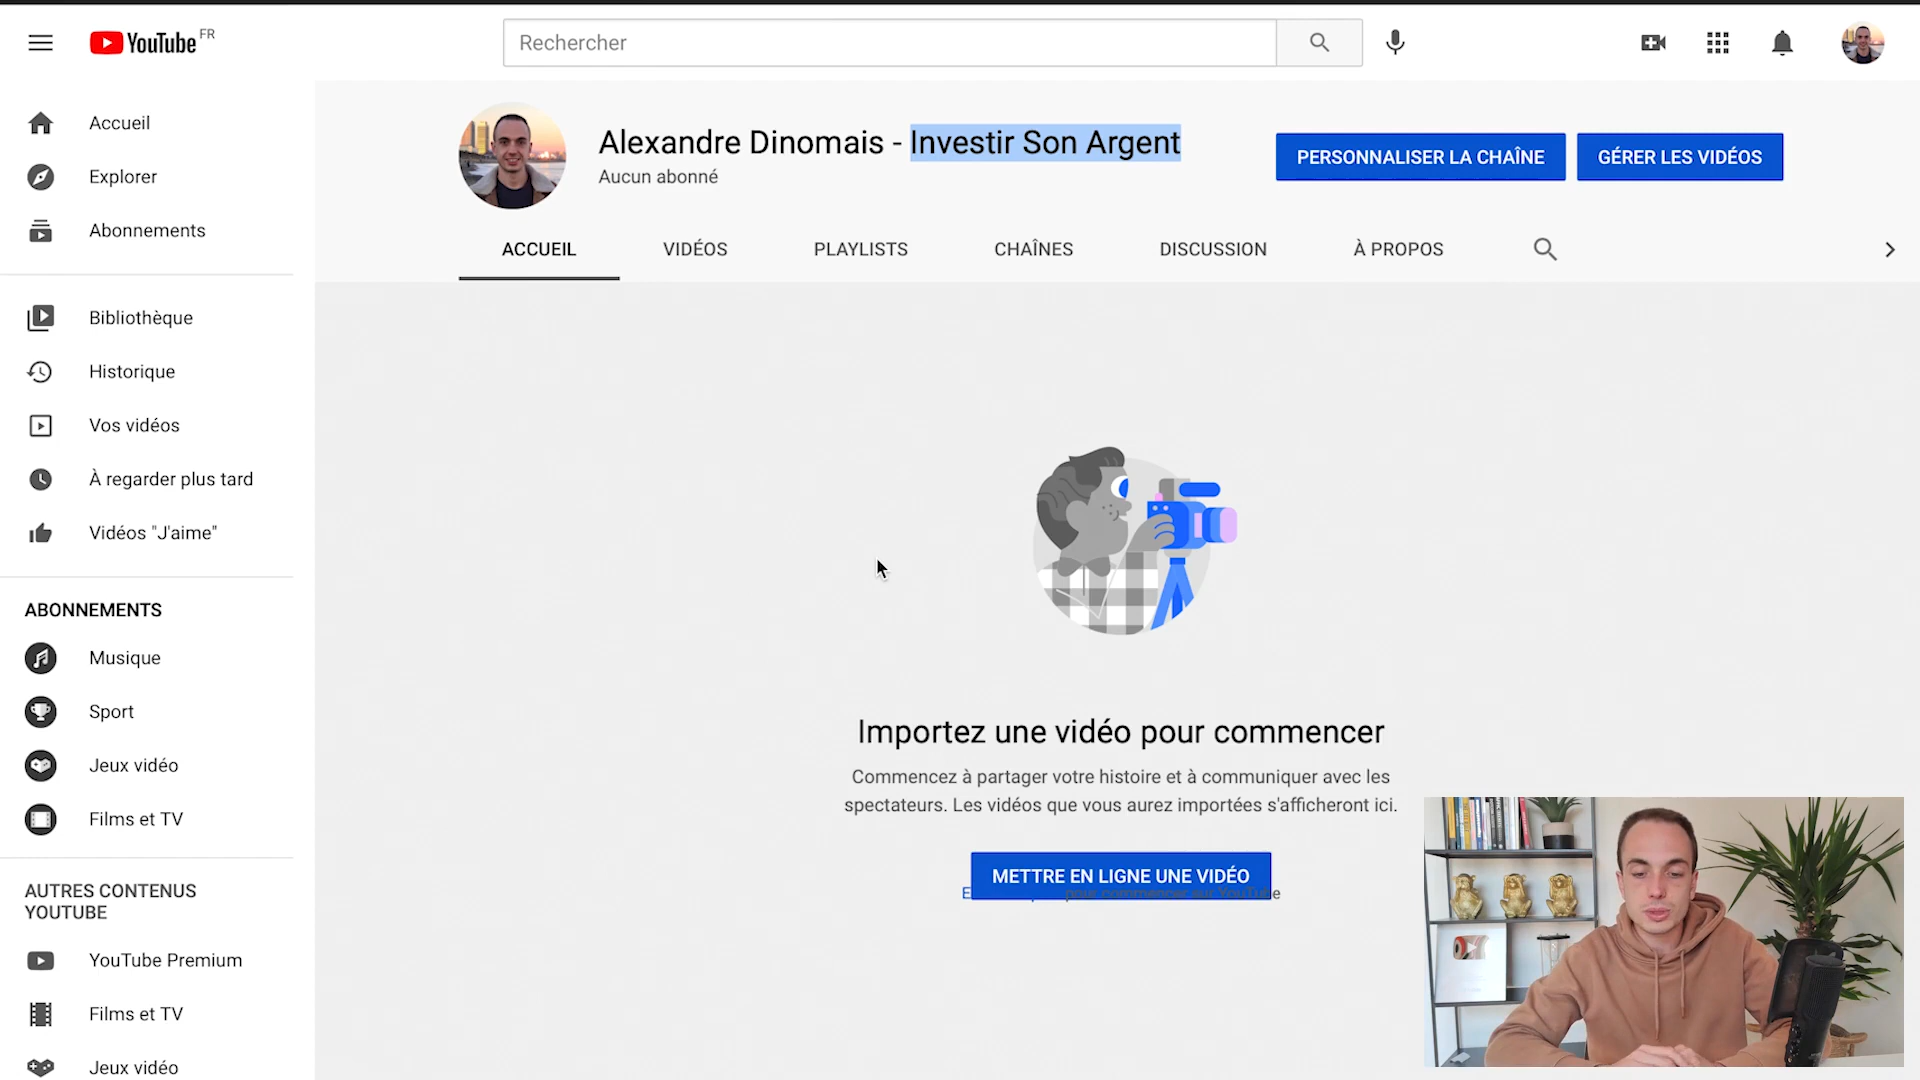 YouTube FR
Rechercher
Accueil
Explorer
Abonnements
Bibliothèque
Historique
Vos vidéos
À regarder plus tard
Vidéos "J'aime"
ABONNEMENTS
Musique
Sport
Jeux vidéo
Films et TV
AUTRES CONTENUS
YOUTUBE
YouTube Premium
Films et TV
Jeux vidéo
Alexandre Dinomais - Investir Son Argent
Aucun abonné
PERSONNALISER LA CHAÎNE
GÉRER LES VIDÉOS
ACCUEIL
VIDÉOS
PLAYLISTS
CHAÎNES
DISCUSSION
À PROPOS
Importez une vidéo pour commencer
Commencez à partager votre histoire et à communiquer avec les
spectateurs. Les vidéos que vous aurez importées s'afficheront ici.
METTRE EN LIGNE UNE VIDÉO
pour commencer sur YouTube